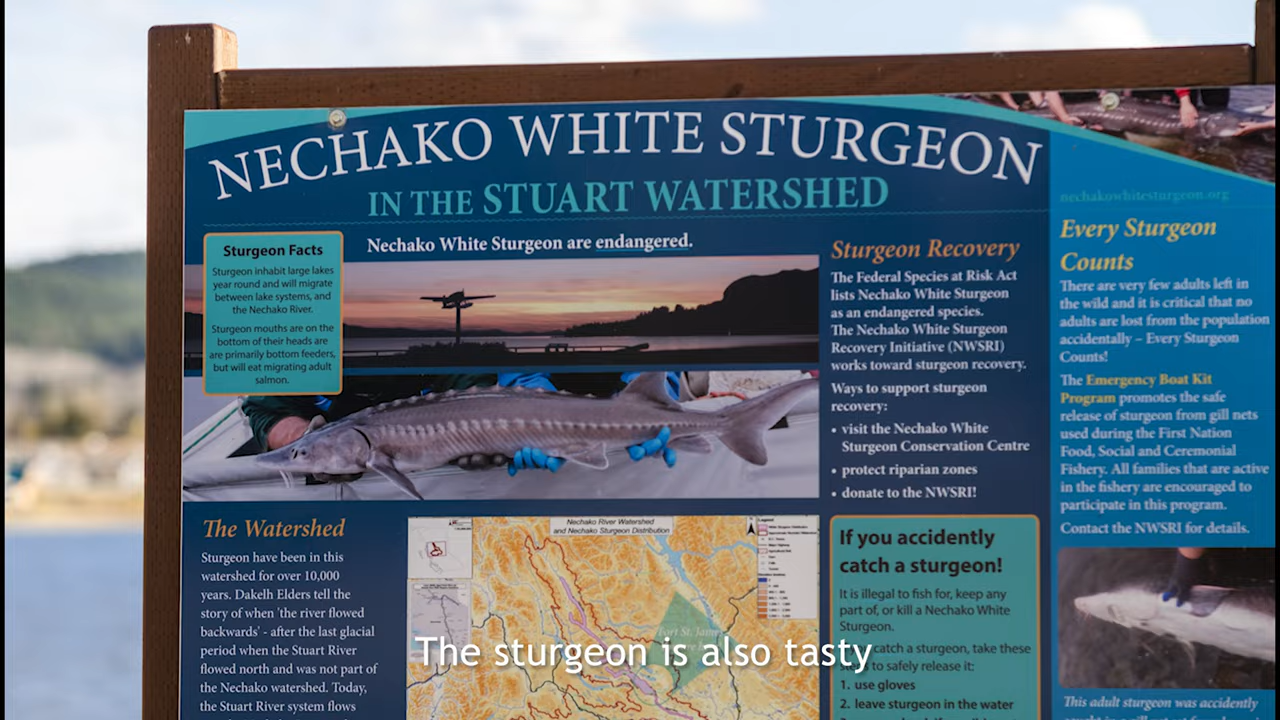 NECHAKO WHITE STURGEON
IN THE STUART WATERSHED
Sturgeon Facts
Sturgeon inhabit large lakes
year round and will migrate
between lake systems, and
the Nechako River.
Sturgeon mouths are on the
bottom of their heads are
are primarily bottom feeders,
but will eat migrating adult
salmon.
Nechako White Sturgeon are endangered.
The Watershed
Sturgeon have been in this
watershed for over 10,000
years. Dakelh Elders tell the
story of when 'the river flowed
backwards' - after the last glacial
period when the Stuart River
flowed north and was not part of
the Nechako watershed. Today,
the Stuart River system flows
Nechako River Watershed
and Nechako Sturgeon Distribution
Legend
Fort St. James
Sturgeon Recovery
The Federal Species at Risk Act
lists Nechako White Sturgeon
as an endangered species.
The Nechako White Sturgeon
Recovery Initiative (NWSRI)
works toward sturgeon recovery.
Ways to support sturgeon
recovery:
• visit the Nechako White
Sturgeon Conservation Centre
• protect riparian zones
• donate to the NWSRI!
If you accidently
catch a sturgeon!
It is illegal to fish for, keep any
part of, or kill a Nechako White
Sturgeon.
catch a sturgeon, take these
to safely release it:
1. use gloves
2. leave sturgeon in the water
nechakowhitesturgeon.org
Every Sturgeon
Counts
There are very few adults left in
the wild and it is critical that no
adults are lost from the population
accidentally – Every Sturgeon
Counts!
The Emergency Boat Kit
Program promotes the safe
release of sturgeon from gill nets
used during the First Nation
Food, Social and Ceremonial
Fishery. All families that are active
in the fishery are encouraged to
participate in this program.
Contact the NWSRI for details.
This adult sturgeon was accidently
The sturgeon is also tasty